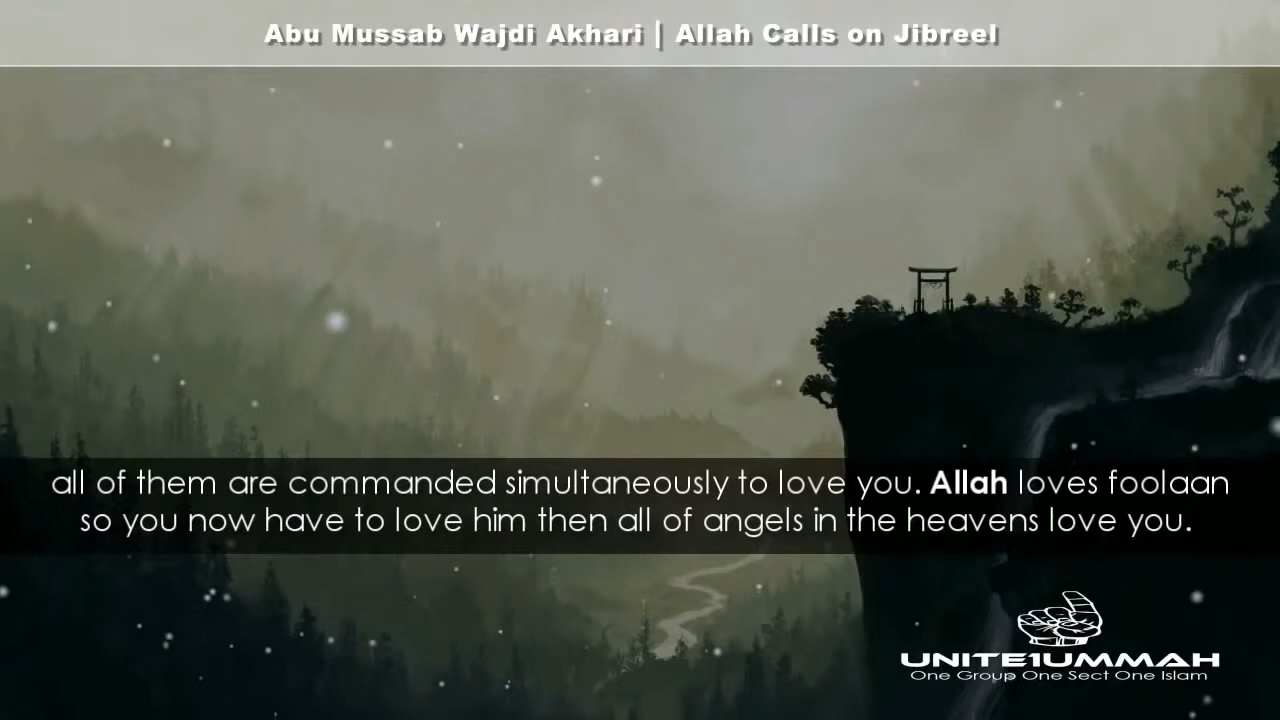 Abu Mussab Wajdi Akhari | Allah Calls on Jibreel
all of them are commanded simultaneously to love you. Allah loves foolaan
so you now have to love him then all of angels in the heavens love you.
UNITE1UMMAH
One Group One Sect One Islam